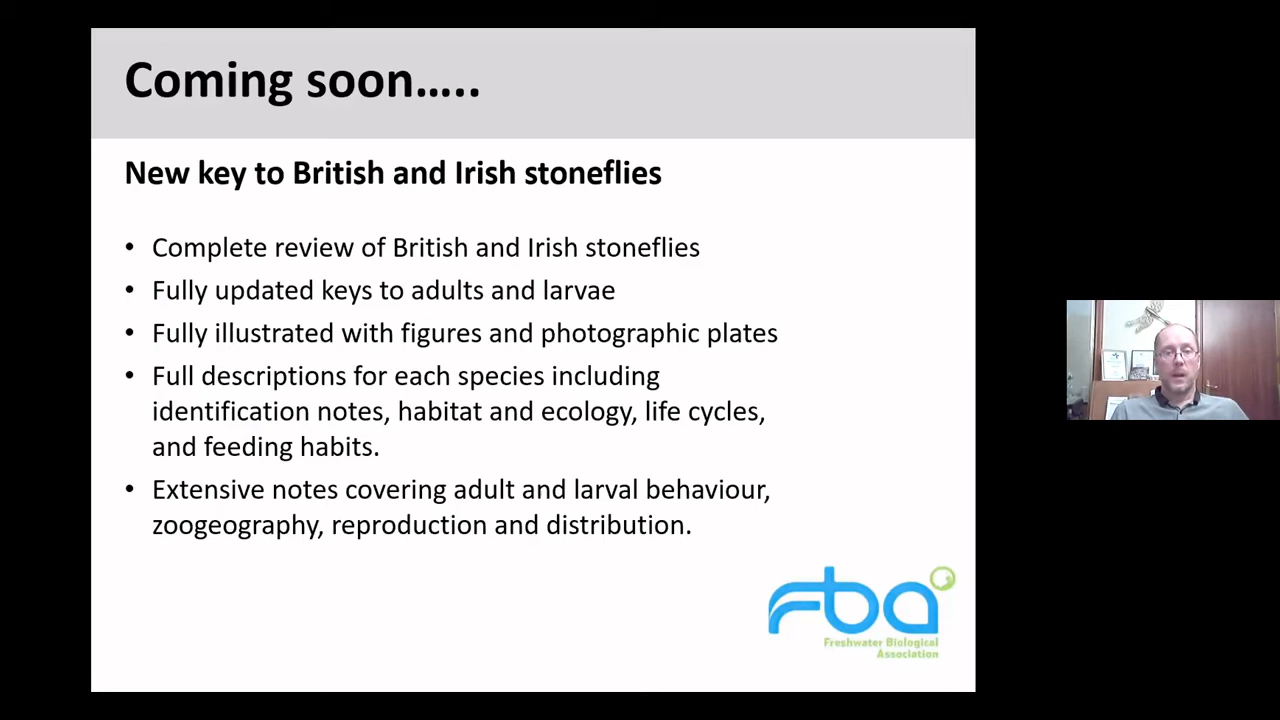 Coming soon…..
New key to British and Irish stoneflies
• Complete review of British and Irish stoneflies
• Fully updated keys to adults and larvae
• Fully illustrated with figures and photographic plates
• Full descriptions for each species including
identification notes, habitat and ecology, life cycles,
and feeding habits.
• Extensive notes covering adult and larval behaviour,
zoogeography, reproduction and distribution.
fba
Freshwater Biological
Association